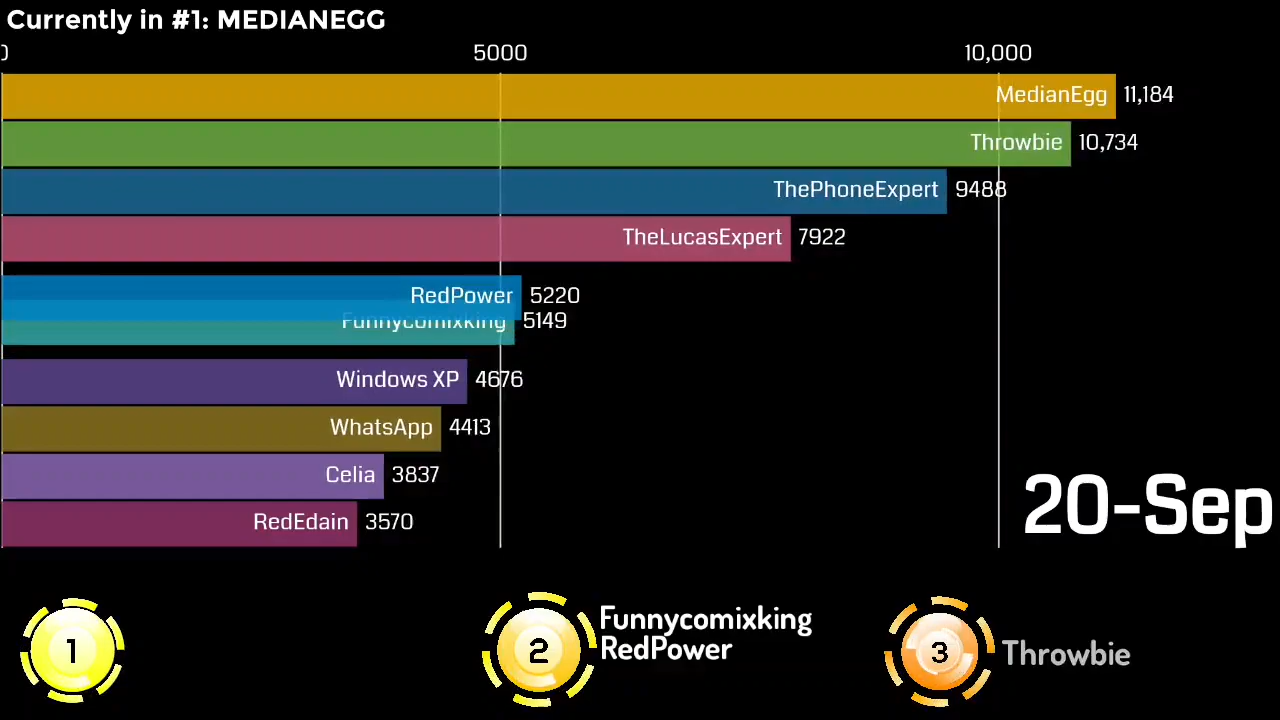 Currently in #1: MEDIANEGG
0 5000 10,000
MedianEgg 11,184
Throwbie 10,734
ThePhoneExpert 9488
TheLucasExpert 7922
RedPower 5220
Funnycomixking 5149
Windows XP 4676
WhatsApp 4413
Celia 3837
RedEdain 3570
20-Sep
1
2 Funnycomixking
RedPower
3 Throwbie